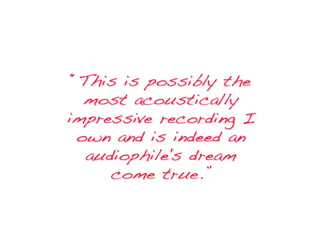 "This is possibly the
most acoustically
impressive recording I
own and is indeed an
audiophile's dream
come true."